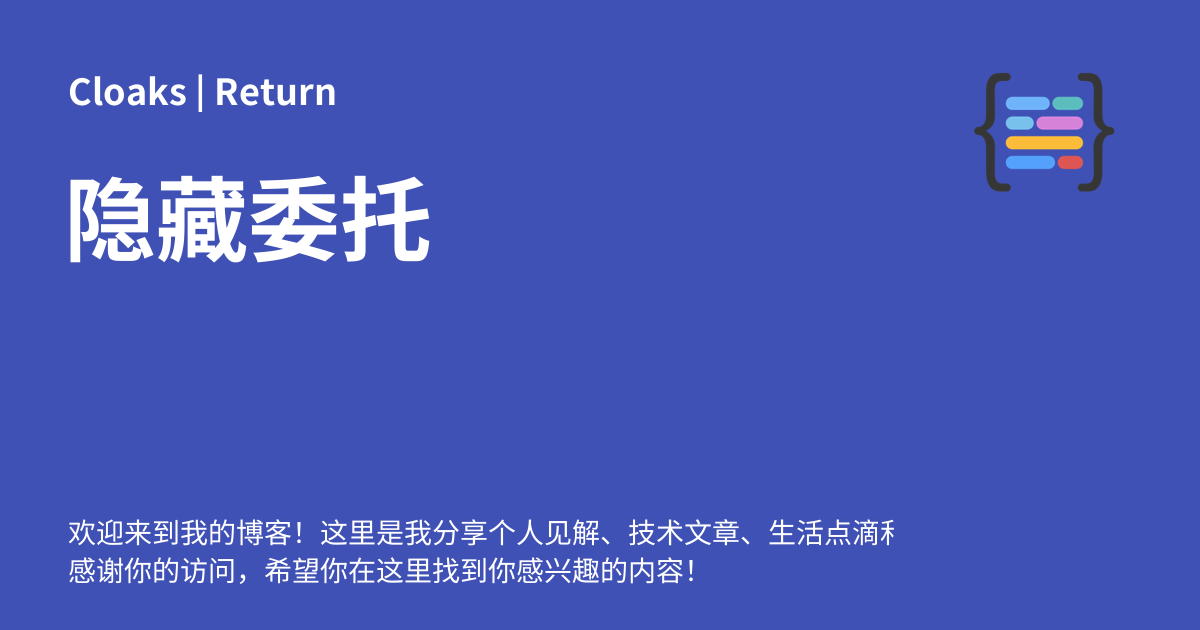 Cloaks | Return
隐藏委托
欢迎来到我的博客！这里是我分享个人见解、技术文章、生活点滴
感谢你的访问，希望你在这里找到你感兴趣的内容！